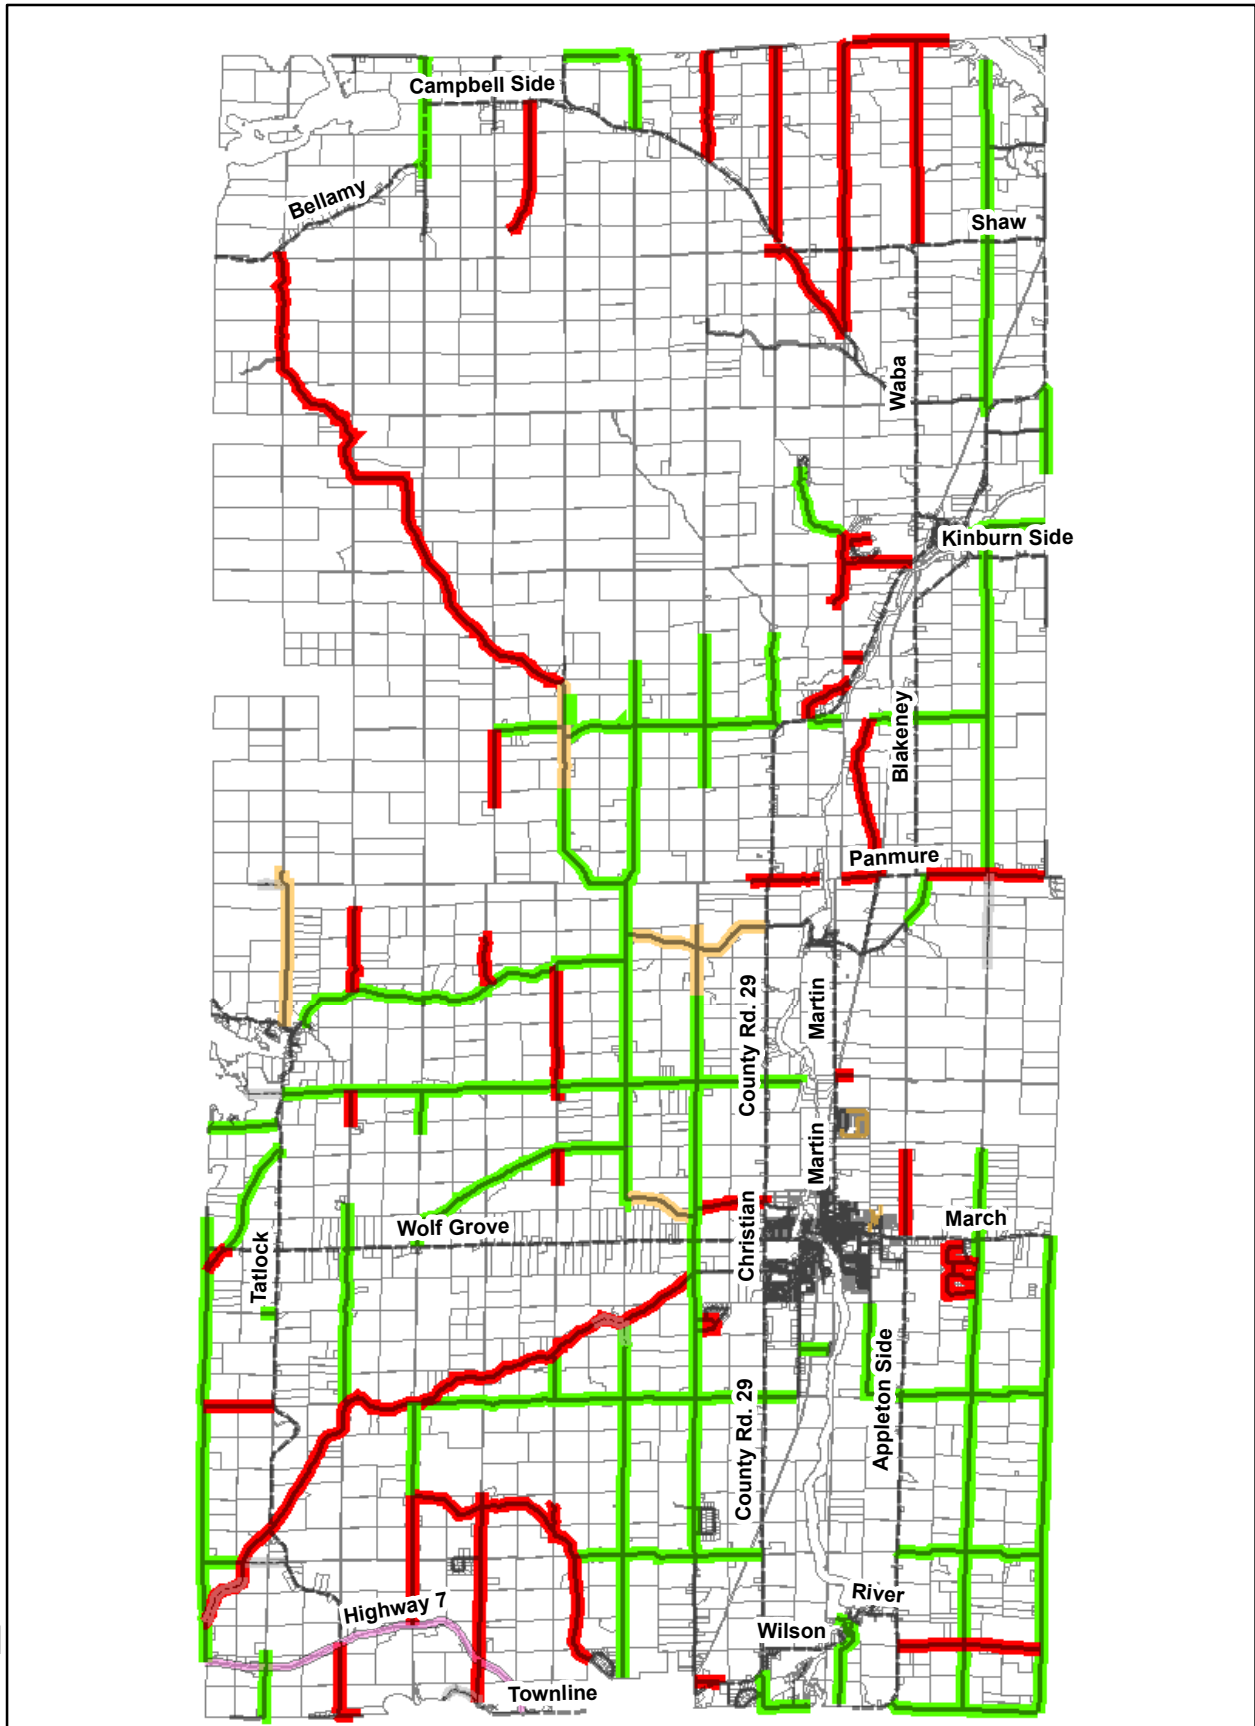 Campbell Side
Bellamy
Shaw
Waba
Kinburn Side
Blakeney
Panmure
County Rd. 29
Martin
Martin
Christian
Wolf Grove
March
Tatlock
Appleton Side
County Rd. 29
River
Highway 7
Wilson
Townline